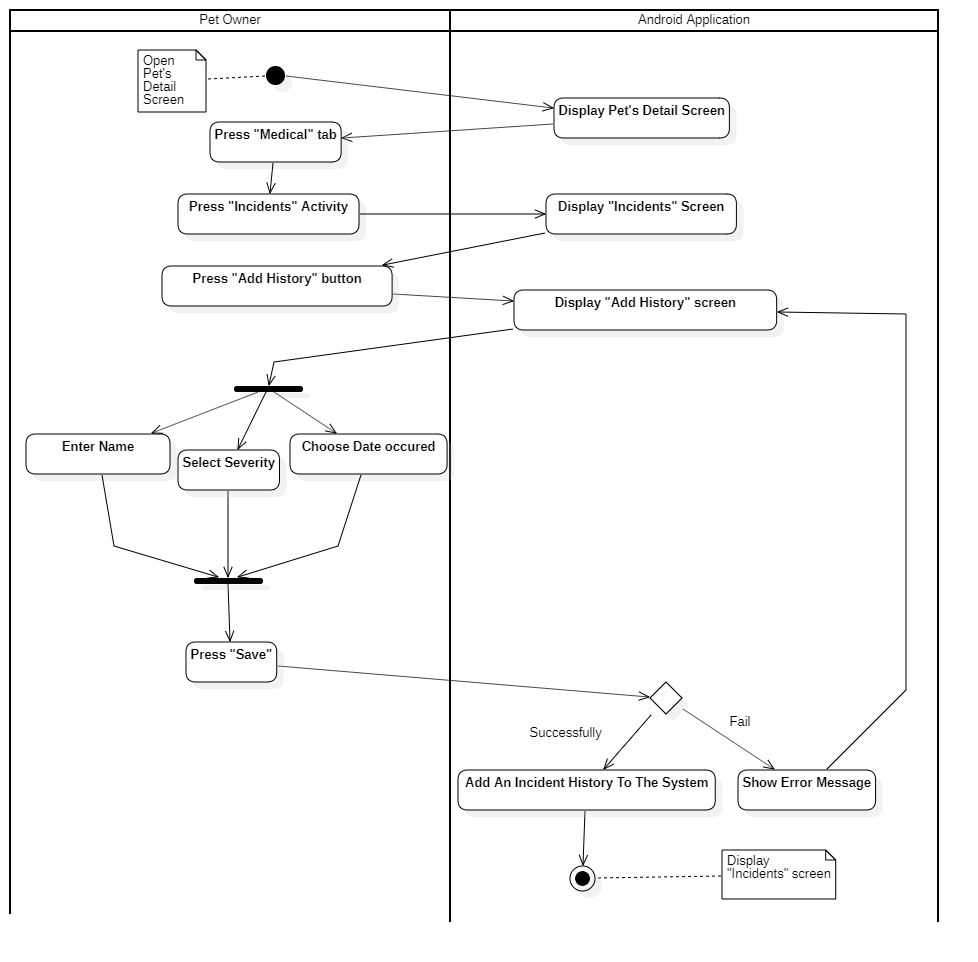 Pet Owner
Android Application
Open
Pet's
Detail
Screen
Display Pet's Detail Screen
Press "Medical" tab
Press "Incidents" Activity
Display "Incidents" Screen
Press "Add History" button
Display "Add History" screen
Enter Name
Select Severity
Choose Date occured
Press "Save"
Successfully
Fail
Add An Incident History To The System
Show Error Message
Display
"Incidents" screen